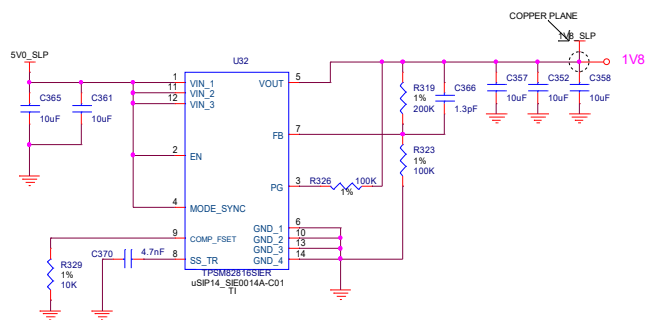 COPPER PLANE
5V0_SLP
1V8_SLP
1V8
U32
1
VIN_1
11
VIN_2
12
VIN_3
VOUT
5
C365
10uF
C361
10uF
R319
1%
200K
C366
1.3pF
C357
10uF
C352
10uF
C358
10uF
FB
7
2
EN
R323
1%
100K
PG
3
R326
100K
1%
4
MODE_SYNC
GND_1
6
GND_2
10
GND_3
13
GND_4
14
9
COMP_FSET
C370
4.7nF
8
SS_TR
R329
1%
10K
TPSM82816SIER
uSIP14_SIE0014A-C01
TI